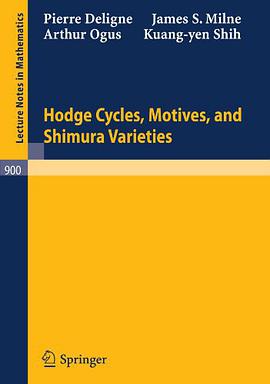 Pierre Deligne James S. Milne
Arthur Ogus Kuang-yen Shih
Lecture Notes in Mathematics
Hodge Cycles, Motives, and
Shimura Varieties
900
Springer